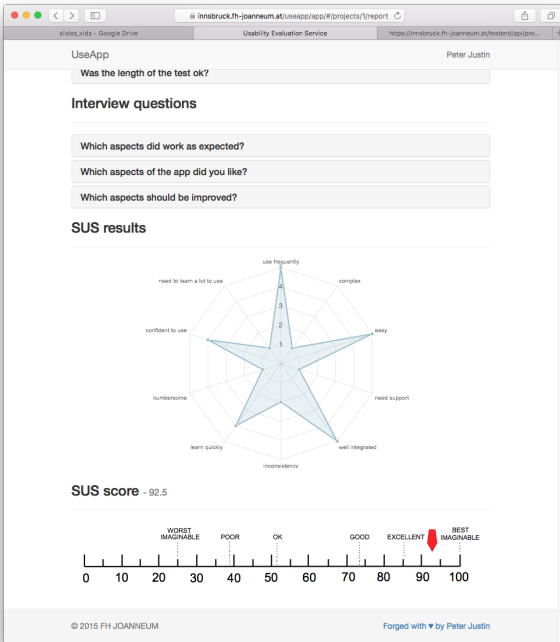 innsbruck.fh-joanneum.at/useapp/app/#/projects/1/report
slides_vids - Google Drive
Usability Evaluation Service
https://innsbruck.fh-joanneum.at/testend/api/pro...
UseApp
Peter Justin
Was the length of the test ok?
Interview questions
Which aspects did work as expected?
Which aspects of the app did you like?
Which aspects should be improved?
SUS results
use frequently
need to learn a lot to use
complex
4
3
confident to use
easy
2
1
cumbersome
need support
learn quickly
well integrated
inconsistency
SUS score - 92.5
WORST IMAGINABLE
POOR
OK
GOOD
EXCELLENT
BEST IMAGINABLE
0 10 20 25 30 40 50 60 70 80 90 100
© 2015 FH JOANNEUM
Forged with ♥ by Peter Justin